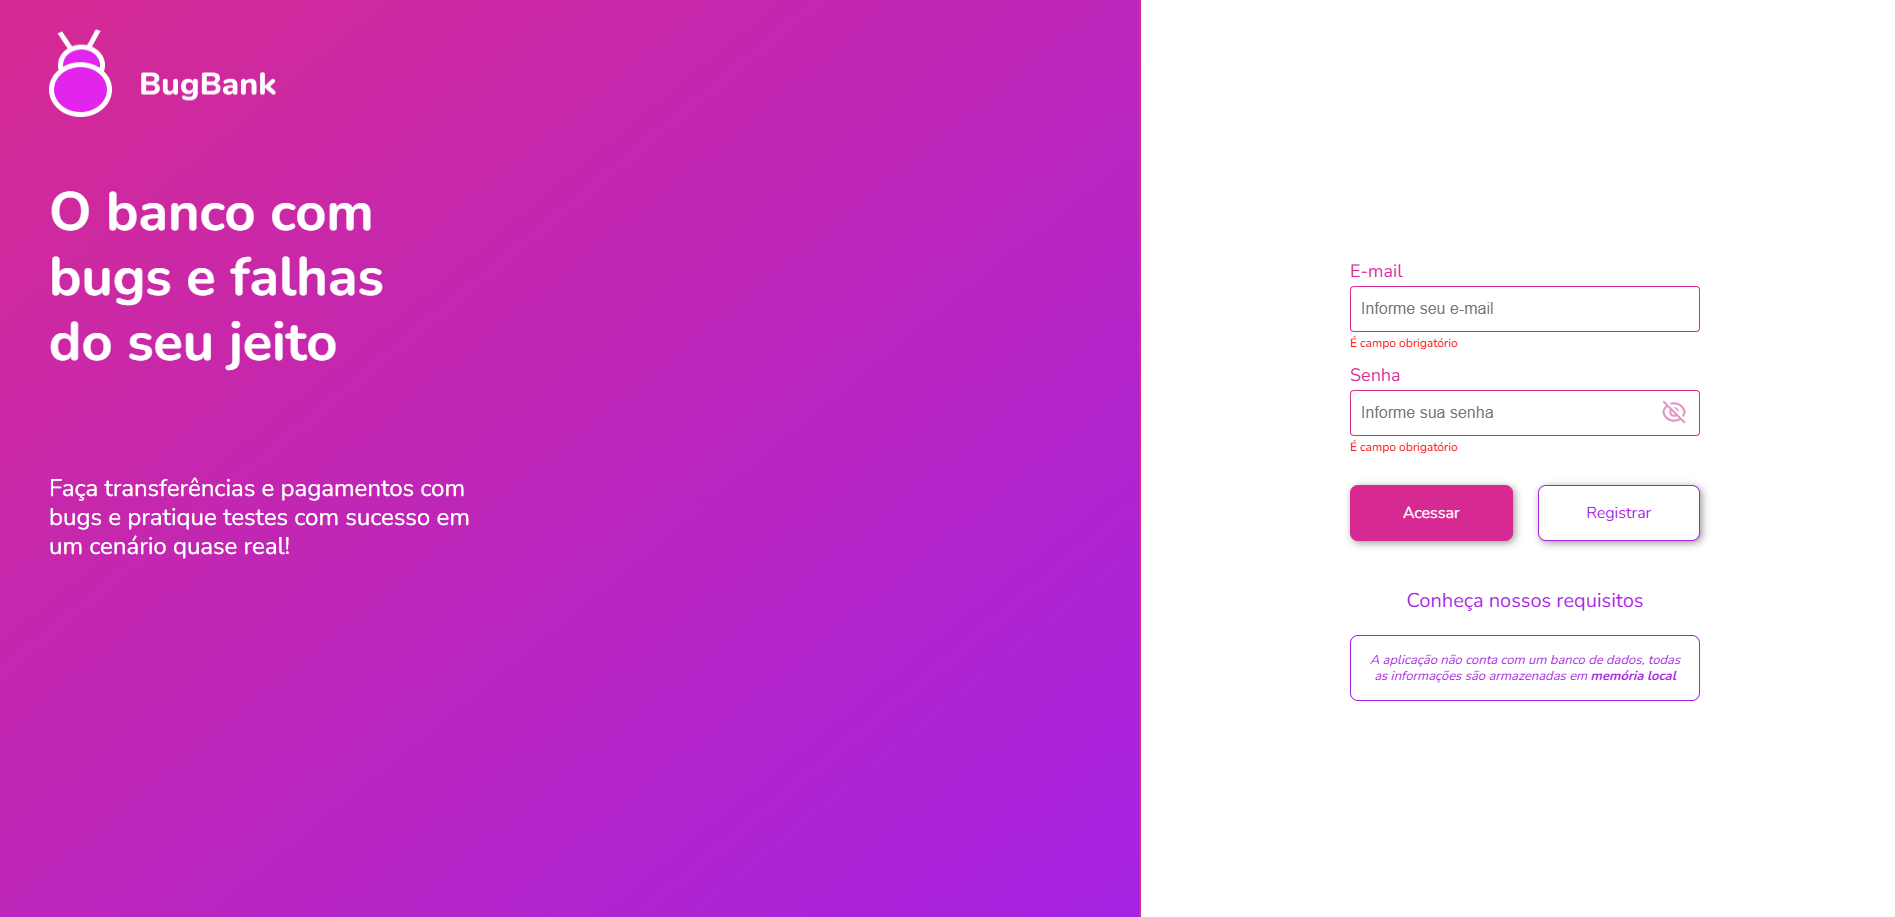 BugBank
O banco com
bugs e falhas
do seu jeito
Faça transferências e pagamentos com
bugs e pratique testes com sucesso em
um cenário quase real!
E-mail
Informe seu e-mail
É campo obrigatório
Senha
Informe sua senha
É campo obrigatório
Acessar
Registrar
Conheça nossos requisitos
A aplicação não conta com um banco de dados, todas
as informações são armazenadas em memória local